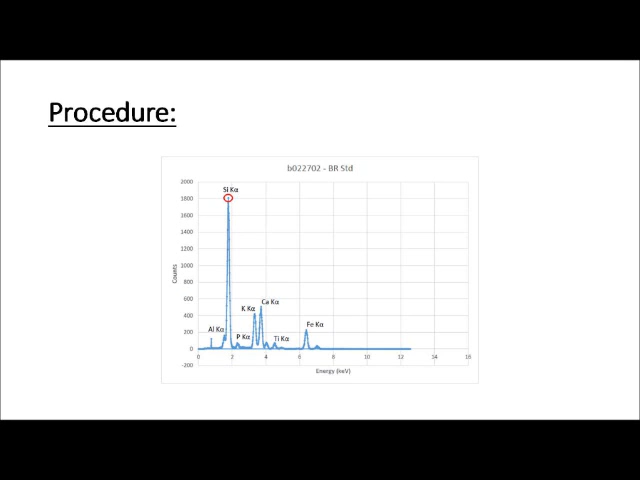 Procedure:
b022702 - BR Std
2000
1800
1600
1400
1200
1000
800
600
400
200
0
-200
Counts
Si Kα
Al Kα
P Kα
K Kα
Ca Kα
Ti Kα
Fe Kα
0 2 4 6 8 10 12 14 16
Energy (keV)